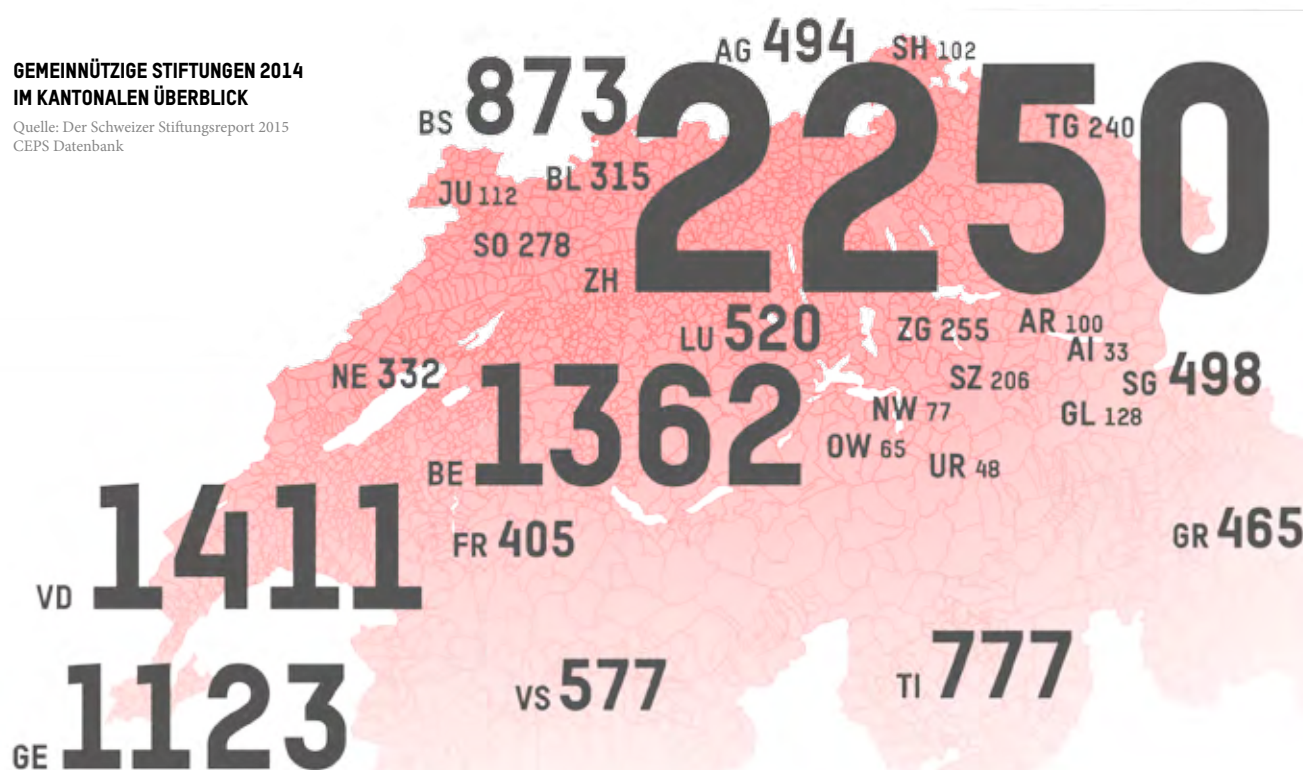 GEMEINNÜTZIGE STIFTUNGEN 2014
IM KANTONALEN ÜBERBLICK
Quelle: Der Schweizer Stiftungsreport 2015
CEPS Datenbank
AG 494
SH 102
BS 873
TG 240
JU 112
BL 315
SO 278
ZH 2250
LU 520
ZG 255
AR 100
AI 33
NE 332
SZ 206
SG 498
NW 77
GL 128
BE 1362
OW 65
UR 48
FR 405
GR 465
VD 1411
VS 577
TI 777
GE 1123